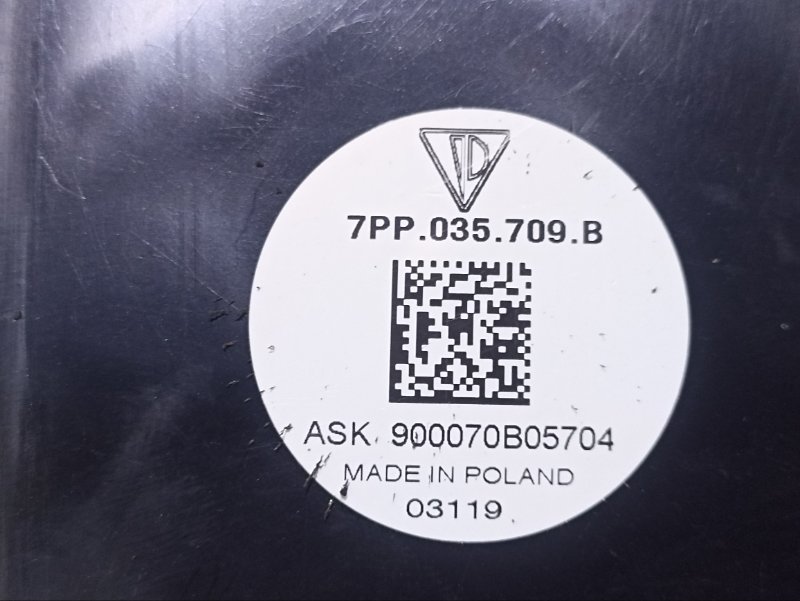 7PP.035.709.B
ASK 900070B05704
MADE IN POLAND
03119